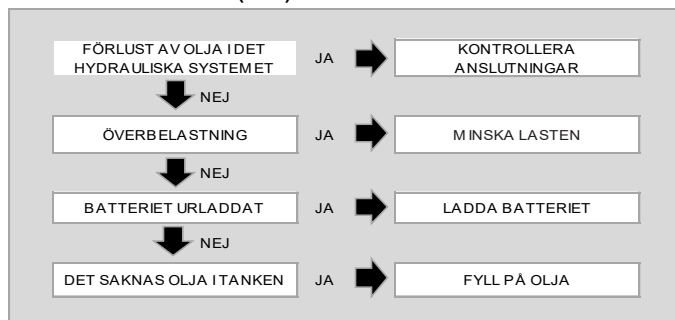 FÖRLUST AV OLJA I DET
HYDRAULISKA SYSTEMET
JA
KONTROLLERA
ANSLUTNINGAR
NEJ
ÖVERBELASTNING
JA
MINSKA LASTEN
NEJ
BATTERIET URLADDAT
JA
LADDA BATTERIET
NEJ
DET SAKNAS OLJA I TANKEN
JA
FYLL PÅ OLJA